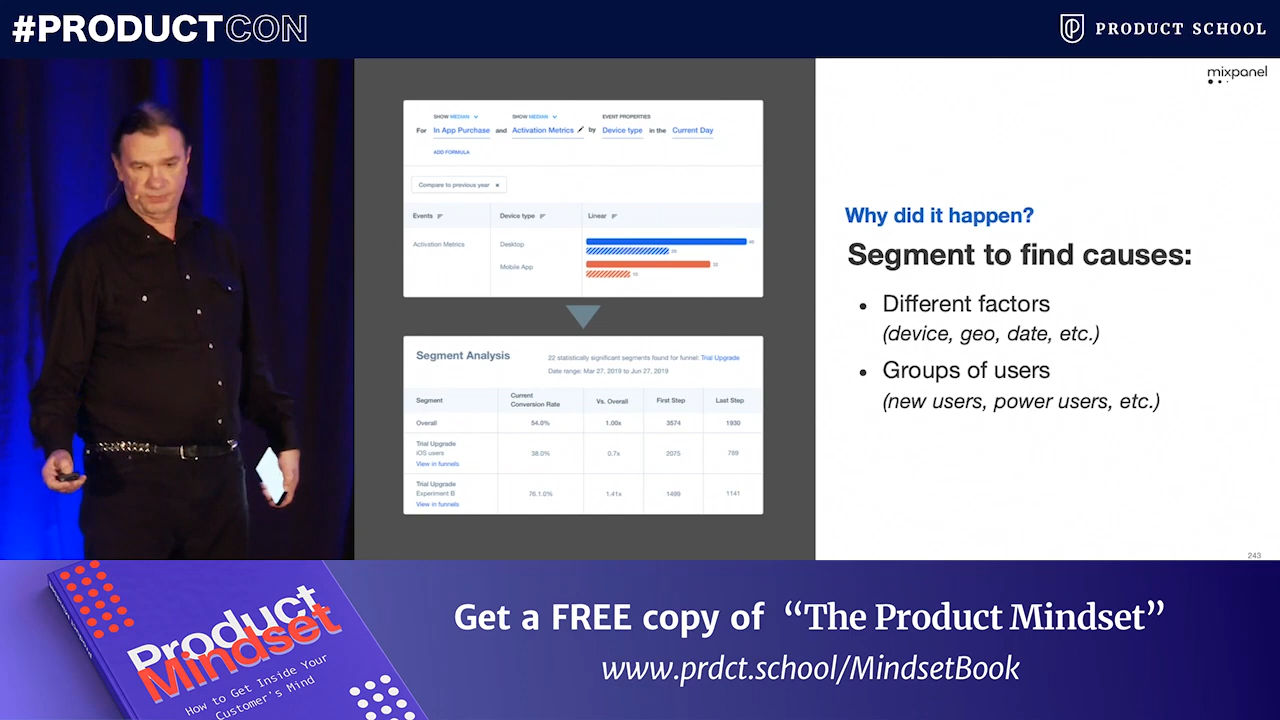 #PRODUCTCON
PRODUCT SCHOOL
mixpanel
SHOW MEDIAN
SHOW MEDIAN
EVENT PROPERTIES
For In App Purchase and Activation Metrics by Device type in the Current Day
ADD FORMULA
Compare to previous year ×
Events
Device type
Linear
Activation Metrics
Desktop
Mobile App
Segment Analysis
22 statistically significant segments found for funnel: Trial Upgrade
Date range: Mar 27, 2019 to Jun 27, 2019
Segment
Current
Conversion Rate
Vs. Overall
First Step
Last Step
Overall 54.0% 1.00x 3574 1930
Trial Upgrade
iOS users 38.0% 0.7x 2075 789
View in funnels
Trial Upgrade
Experiment B 76.1.0% 1.41x 1499 1141
View in funnels
Why did it happen?
Segment to find causes:
• Different factors
(device, geo, date, etc.)
• Groups of users
(new users, power users, etc.)
243
Product
Mindset
How to Get Inside Your
Customer's Mind
Get a FREE copy of “The Product Mindset”
www.prdct.school/MindsetBook